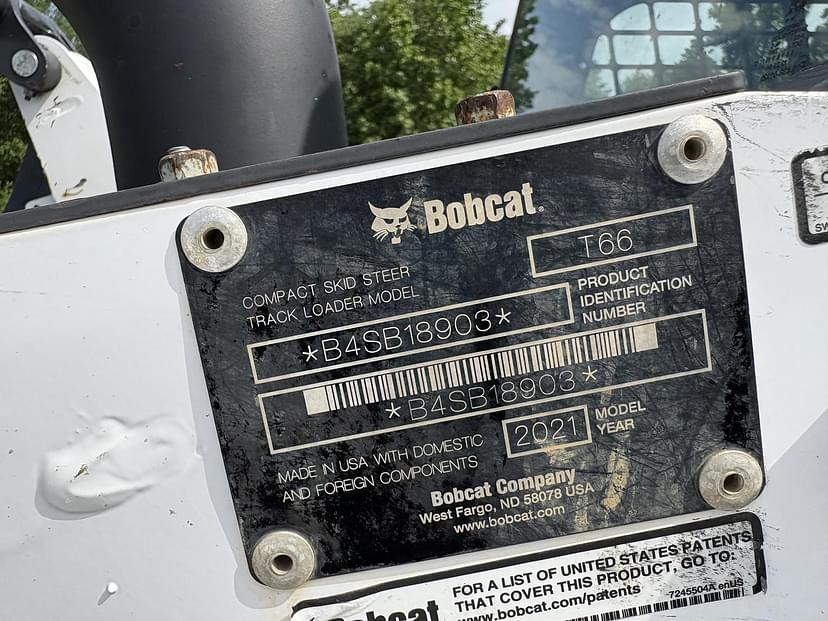 Bobcat®
COMPACT SKID STEER
TRACK LOADER MODEL
T66
PRODUCT
IDENTIFICATION
NUMBER
*B4SB18903*
*B4SB18903*
2021
MODEL
YEAR
MADE IN USA WITH DOMESTIC
AND FOREIGN COMPONENTS
Bobcat Company
West Fargo, ND 58078 USA
www.bobcat.com
Bobcat
FOR A LIST OF UNITED STATES PATENTS
THAT COVER THIS PRODUCT, GO TO:
www.bobcat.com/patents
7245504A enUS